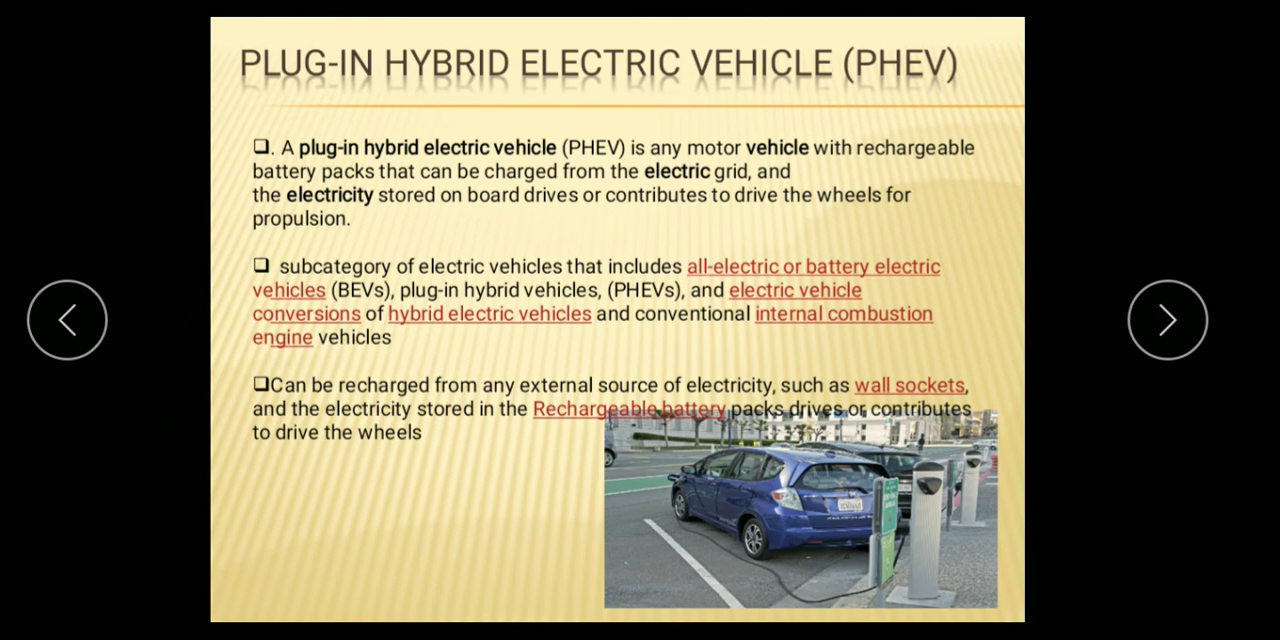 PLUG-IN HYBRID ELECTRIC VEHICLE (PHEV)
❑. A plug-in hybrid electric vehicle (PHEV) is any motor vehicle with rechargeable
battery packs that can be charged from the electric grid, and
the electricity stored on board drives or contributes to drive the wheels for
propulsion.
❑ subcategory of electric vehicles that includes all-electric or battery electric
vehicles (BEVs), plug-in hybrid vehicles, (PHEVs), and electric vehicle
conversions of hybrid electric vehicles and conventional internal combustion
engine vehicles
❑Can be recharged from any external source of electricity, such as wall sockets,
and the electricity stored in the Rechargeable battery packs drives or contributes
to drive the wheels